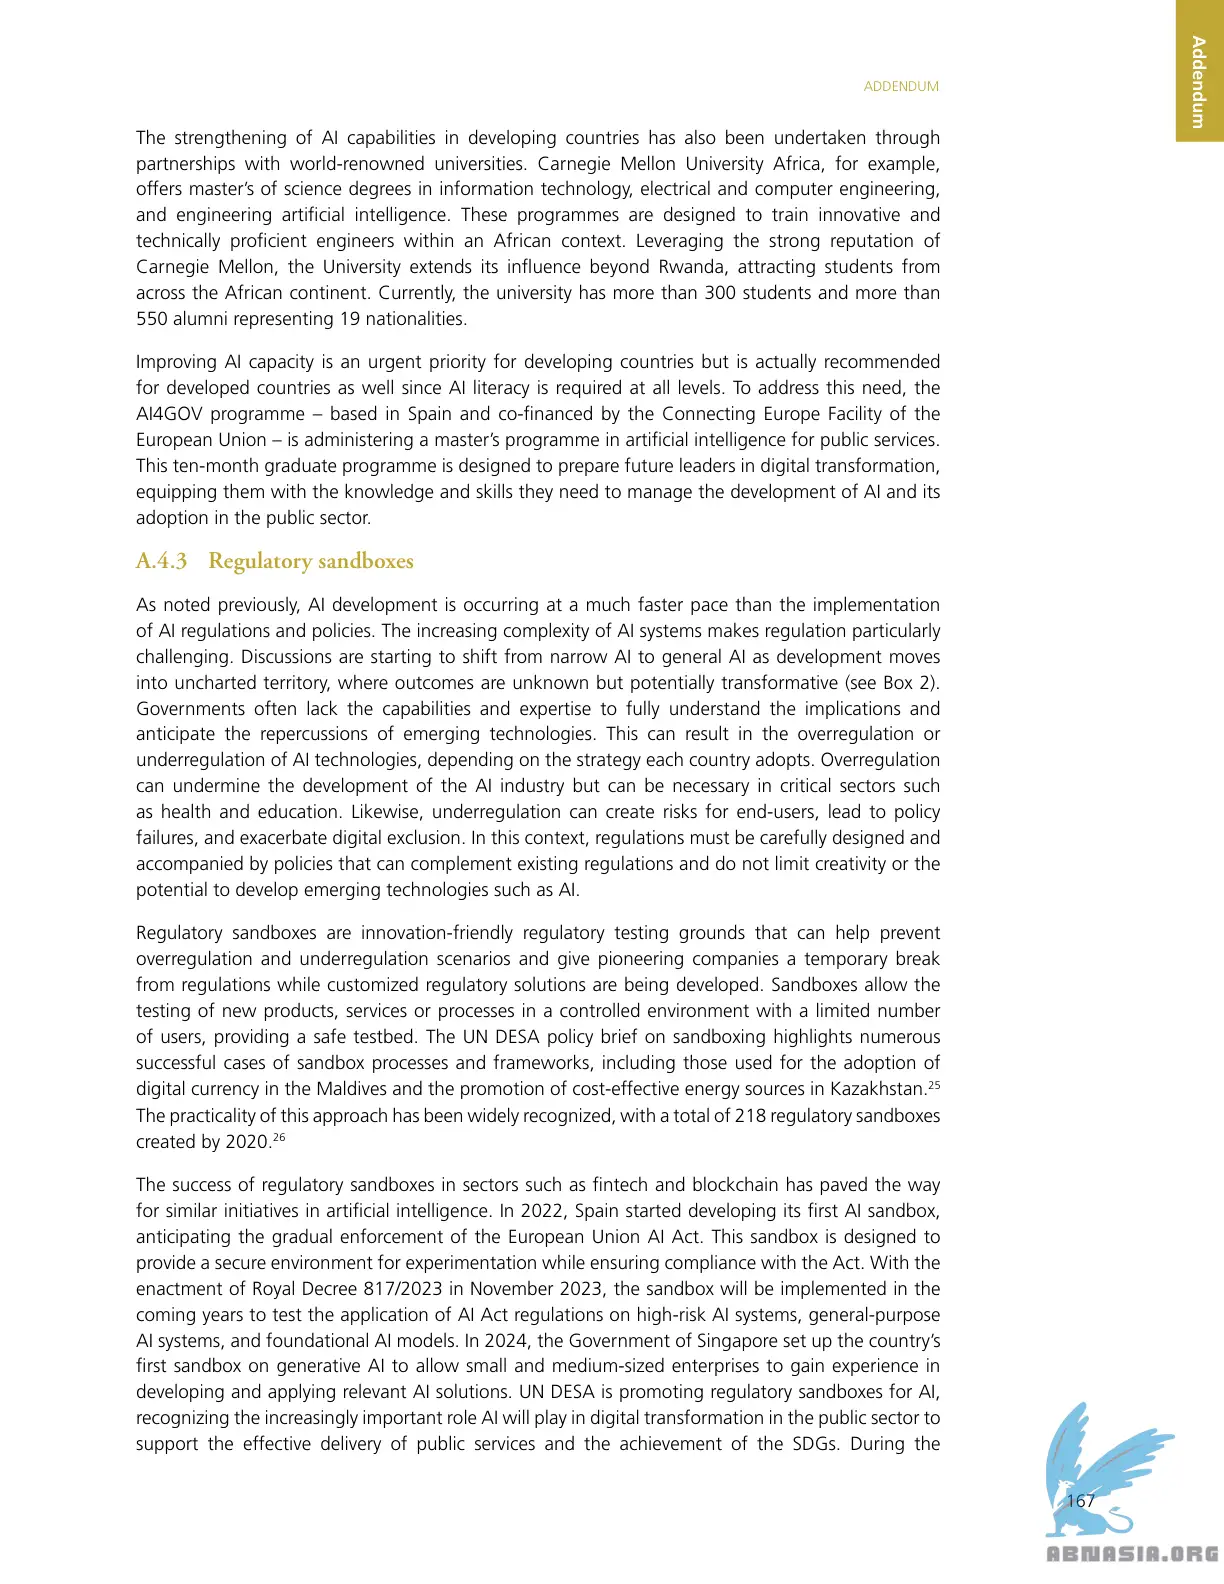 Addendum
ADDENDUM
The strengthening of AI capabilities in developing countries has also been undertaken through
partnerships with world-renowned universities. Carnegie Mellon University Africa, for example,
offers master’s of science degrees in information technology, electrical and computer engineering,
and engineering artificial intelligence. These programmes are designed to train innovative and
technically proficient engineers within an African context. Leveraging the strong reputation of
Carnegie Mellon, the University extends its influence beyond Rwanda, attracting students from
across the African continent. Currently, the university has more than 300 students and more than
550 alumni representing 19 nationalities.
Improving AI capacity is an urgent priority for developing countries but is actually recommended
for developed countries as well since AI literacy is required at all levels. To address this need, the
AI4GOV programme – based in Spain and co-financed by the Connecting Europe Facility of the
European Union – is administering a master’s programme in artificial intelligence for public services.
This ten-month graduate programme is designed to prepare future leaders in digital transformation,
equipping them with the knowledge and skills they need to manage the development of AI and its
adoption in the public sector.
A.4.3 Regulatory sandboxes
As noted previously, AI development is occurring at a much faster pace than the implementation
of AI regulations and policies. The increasing complexity of AI systems makes regulation particularly
challenging. Discussions are starting to shift from narrow AI to general AI as development moves
into uncharted territory, where outcomes are unknown but potentially transformative (see Box 2).
Governments often lack the capabilities and expertise to fully understand the implications and
anticipate the repercussions of emerging technologies. This can result in the overregulation or
underregulation of AI technologies, depending on the strategy each country adopts. Overregulation
can undermine the development of the AI industry but can be necessary in critical sectors such
as health and education. Likewise, underregulation can create risks for end-users, lead to policy
failures, and exacerbate digital exclusion. In this context, regulations must be carefully designed and
accompanied by policies that can complement existing regulations and do not limit creativity or the
potential to develop emerging technologies such as AI.
Regulatory sandboxes are innovation-friendly regulatory testing grounds that can help prevent
overregulation and underregulation scenarios and give pioneering companies a temporary break
from regulations while customized regulatory solutions are being developed. Sandboxes allow the
testing of new products, services or processes in a controlled environment with a limited number
of users, providing a safe testbed. The UN DESA policy brief on sandboxing highlights numerous
successful cases of sandbox processes and frameworks, including those used for the adoption of
digital currency in the Maldives and the promotion of cost-effective energy sources in Kazakhstan.25
The practicality of this approach has been widely recognized, with a total of 218 regulatory sandboxes
created by 2020.26
The success of regulatory sandboxes in sectors such as fintech and blockchain has paved the way
for similar initiatives in artificial intelligence. In 2022, Spain started developing its first AI sandbox,
anticipating the gradual enforcement of the European Union AI Act. This sandbox is designed to
provide a secure environment for experimentation while ensuring compliance with the Act. With the
enactment of Royal Decree 817/2023 in November 2023, the sandbox will be implemented in the
coming years to test the application of AI Act regulations on high-risk AI systems, general-purpose
AI systems, and foundational AI models. In 2024, the Government of Singapore set up the country’s
first sandbox on generative AI to allow small and medium-sized enterprises to gain experience in
developing and applying relevant AI solutions. UN DESA is promoting regulatory sandboxes for AI,
recognizing the increasingly important role AI will play in digital transformation in the public sector to
support the effective delivery of public services and the achievement of the SDGs. During the
167
ABNASIA.ORG